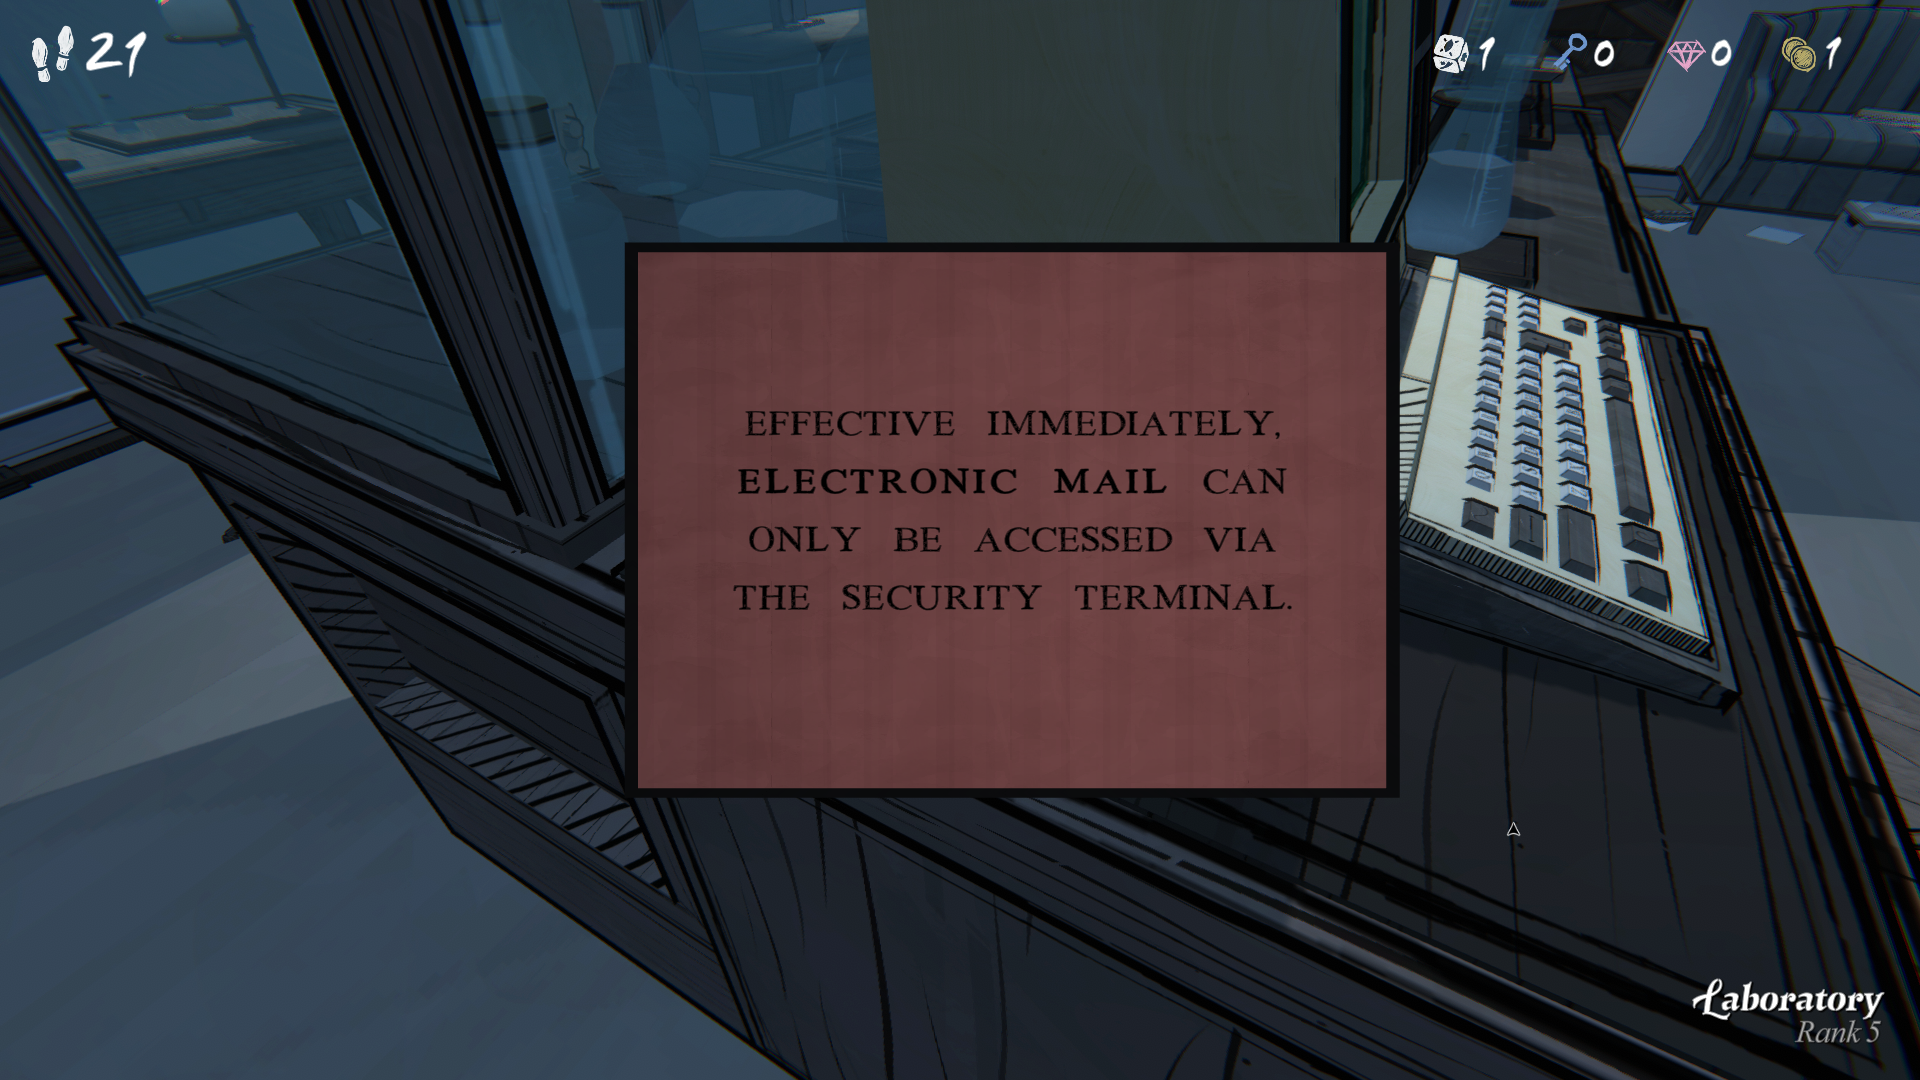 21
1
0
0
1
EFFECTIVE IMMEDIATELY,
ELECTRONIC MAIL CAN
ONLY BE ACCESSED VIA
THE SECURITY TERMINAL.
Laboratory
Rank 5